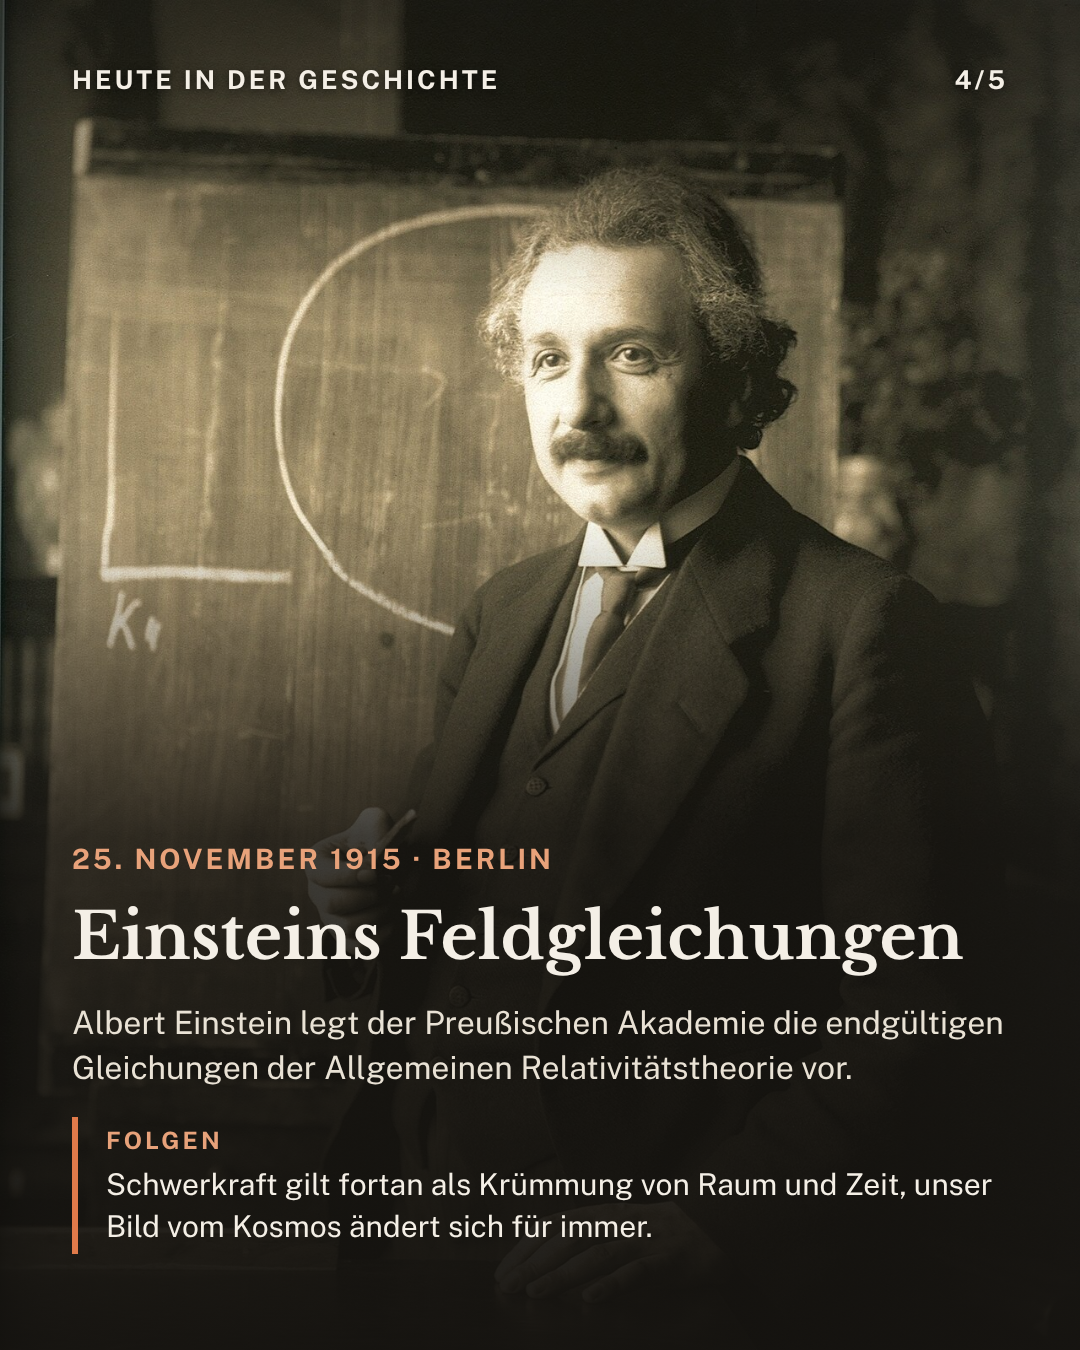 HEUTE IN DER GESCHICHTE
4/5
K4
25. NOVEMBER 1915 · BERLIN
Einsteins Feldgleichungen
Albert Einstein legt der Preußischen Akademie die endgültigen
Gleichungen der Allgemeinen Relativitätstheorie vor.
FOLGEN
Schwerkraft gilt fortan als Krümmung von Raum und Zeit, unser
Bild vom Kosmos ändert sich für immer.